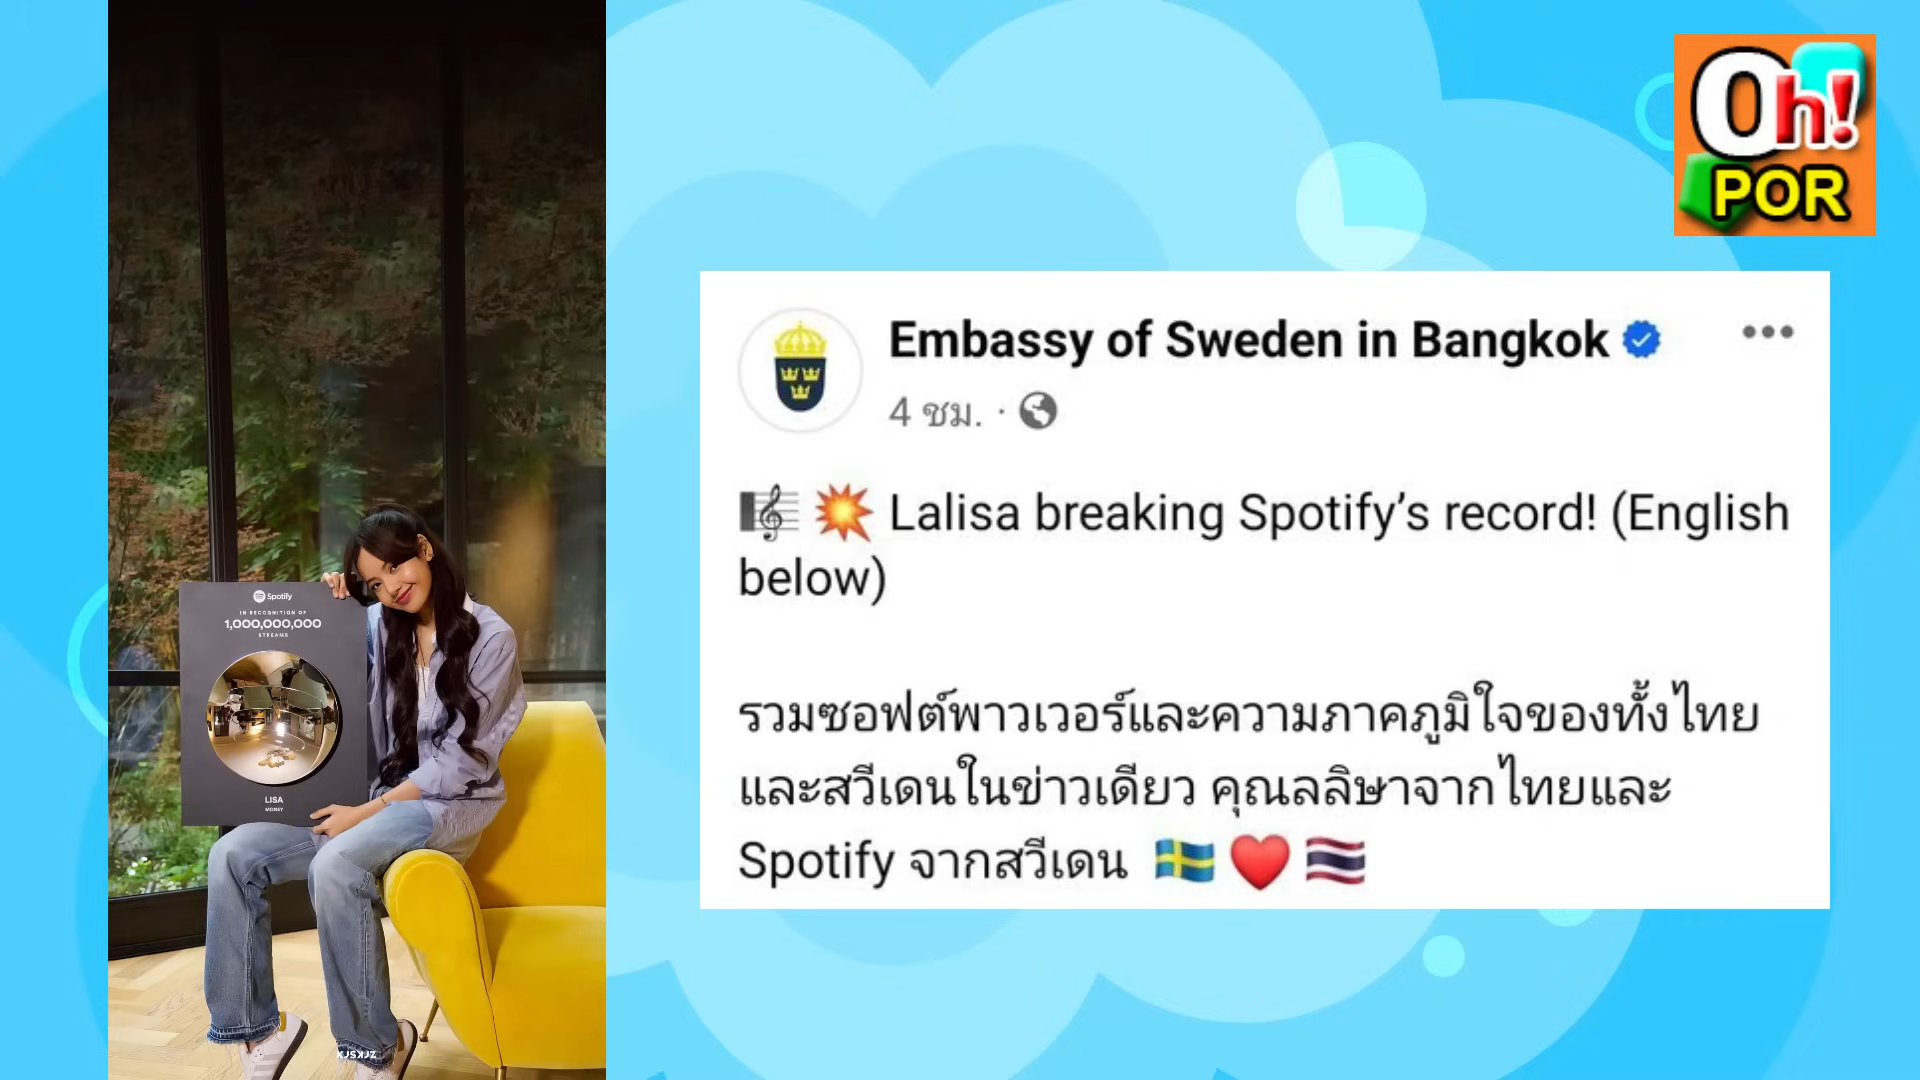 Spotify
IN RECOGNITION OF
1,000,000,000
STREAMS
LISA
MONEY
XJSXJZ
Oh!
POR
Embassy of Sweden in Bangkok
4 ชม. ·
Lalisa breaking Spotify’s record! (English
below)
รวมซอฟต์พาวเวอร์และความภาคภูมิใจของทั้งไทย
และสวีเดนในข่าวเดียว คุณลลิษาจากไทยและ
Spotify จากสวีเดน